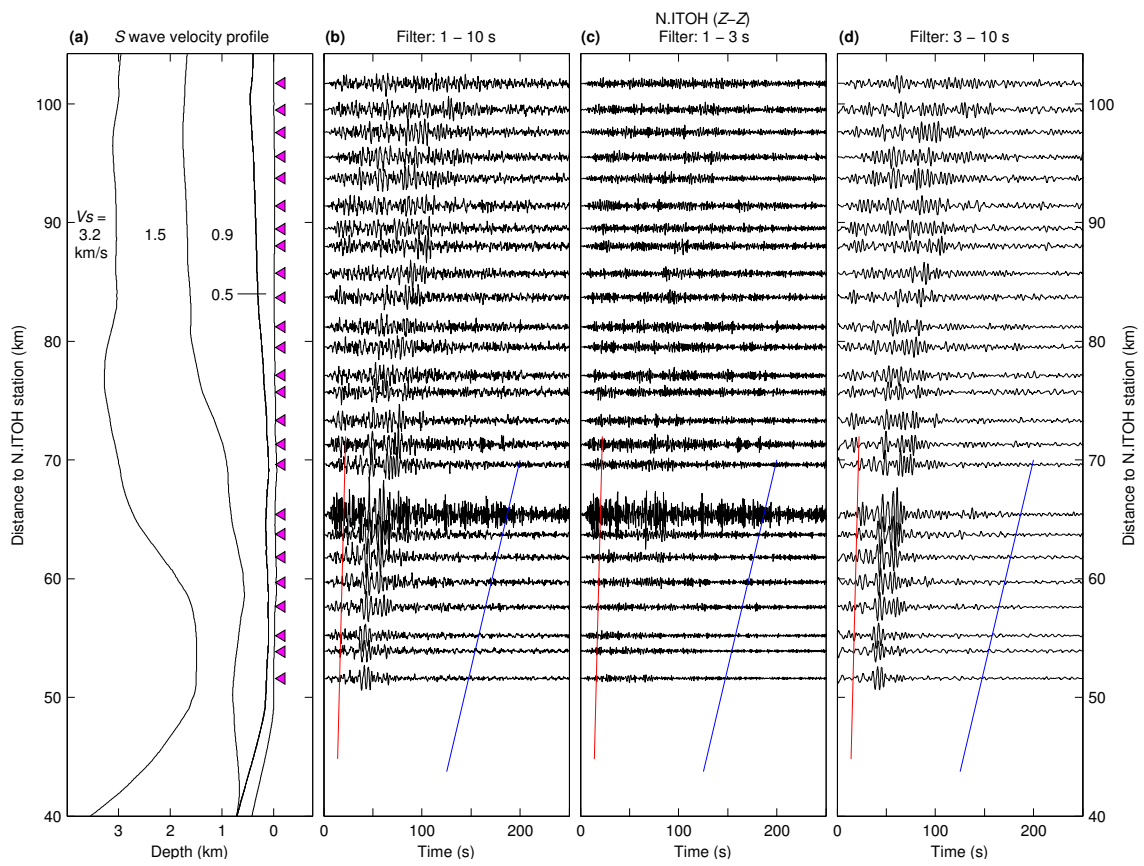 N.ITOH (Z–Z)
(a) S wave velocity profile
(b) Filter: 1 − 10 s
(c) Filter: 1 − 3 s
(d) Filter: 3 − 10 s
Distance to N.ITOH station (km)
100
90
80
70
60
50
40
Vs =
3.2
km/s
1.5
0.9
0.5
3 2 1 0
Depth (km)
0 100 200
Time (s)
0 100 200
Time (s)
0 100 200
Time (s)
100
90
80
70
60
50
40
Distance to N.ITOH station (km)